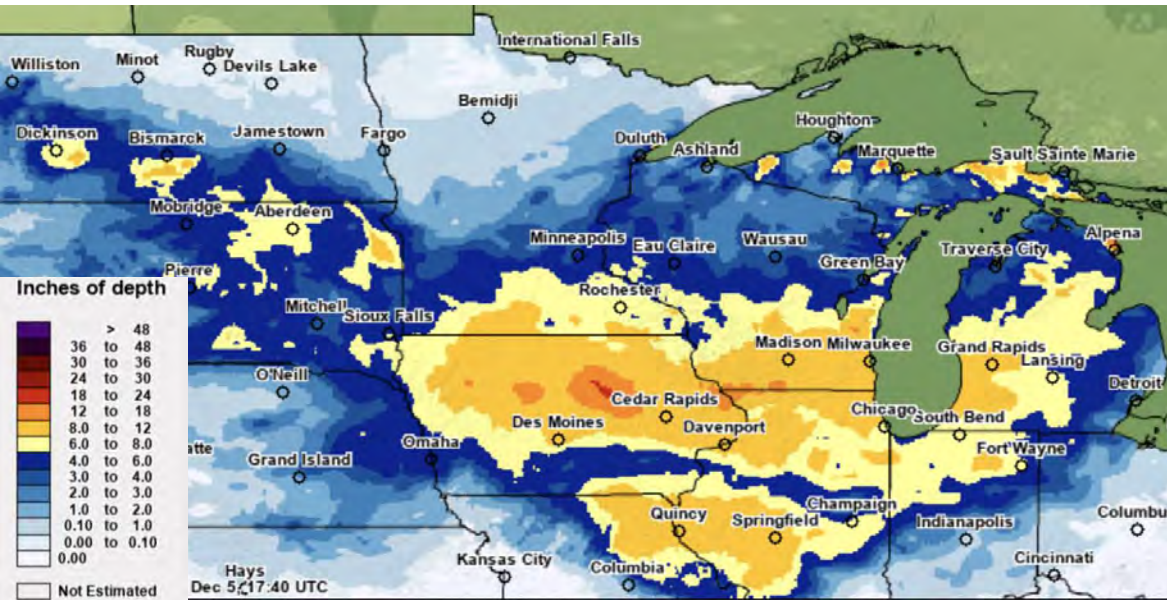 International Falls
Rugby
Minot
Williston
Devils Lake
Bemidji
Houghton
Dickinson
Bismarck
Jamestown
Fargo
Duluth
Ashland
Marquette
Sault Sainte Marie
Mobridge
Aberdeen
Minneapolis
Eau Claire
Wausau
Green Bay
Traverse City
Alpena
Pierre
Inches of depth
Rochester
Mitchell
Sioux Falls
> 48
36 to 48
30 to 36
24 to 30
18 to 24
12 to 18
8.0 to 12
6.0 to 8.0
4.0 to 6.0
3.0 to 4.0
2.0 to 3.0
1.0 to 2.0
0.10 to 1.0
0.00 to 0.10
0.00
Not Estimated
Madison
Milwaukee
Grand Rapids
Lansing
O'Neill
Detroit
Cedar Rapids
Chicago
South Bend
Des Moines
Davenport
Omaha
atte
Grand Island
Fort Wayne
Quincy
Springfield
Champaign
Indianapolis
Columbu
Kansas City
Columbia
Cincinnati
Hays
Dec 5, 17:40 UTC